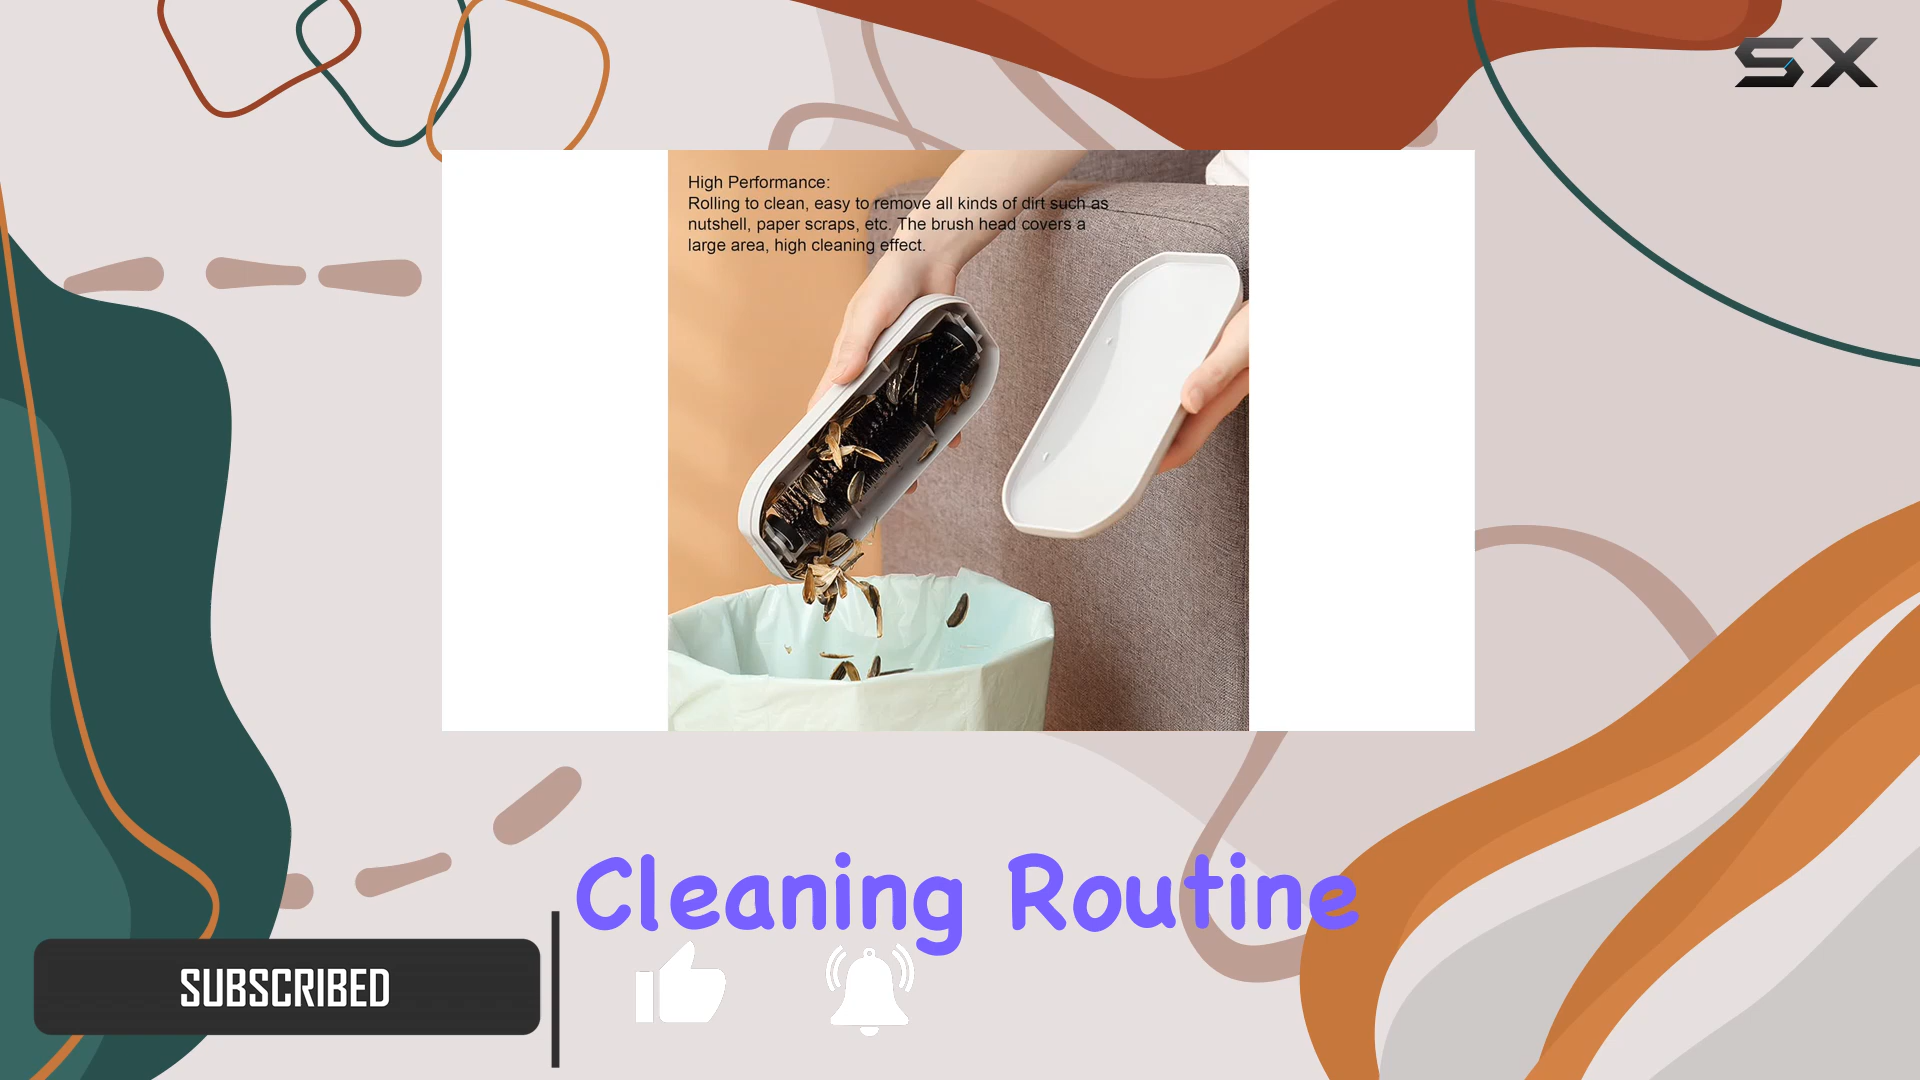 SX
High Performance:
Rolling to clean, easy to remove all kinds of dirt such as
nutshell, paper scraps, etc. The brush head covers a
large area, high cleaning effect.
Cleaning Routine
SUBSCRIBED